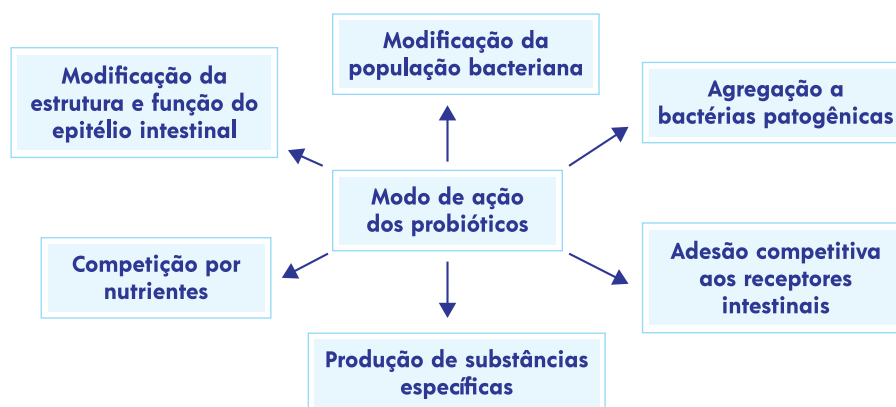 Modificação da
população bacteriana
Modificação da
estrutura e função do
epitélio intestinal
Agregação a
bactérias patogênicas
Modo de ação
dos probióticos
Competição por
nutrientes
Adesão competitiva
aos receptores
intestinais
Produção de substâncias
específicas